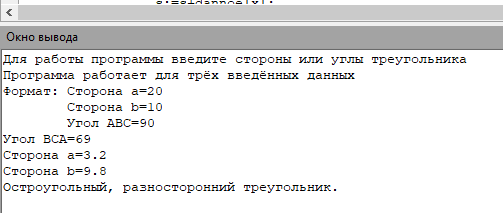 Окно вывода
Для работы программы введите стороны или углы треугольника
Программа работает для трёх введённых данных
Формат: Сторона a=20
Сторона b=10
Угол ABC=90
Угол BCA=69
Сторона a=3.2
Сторона b=9.8
Остроугольный, разносторонний треугольник.